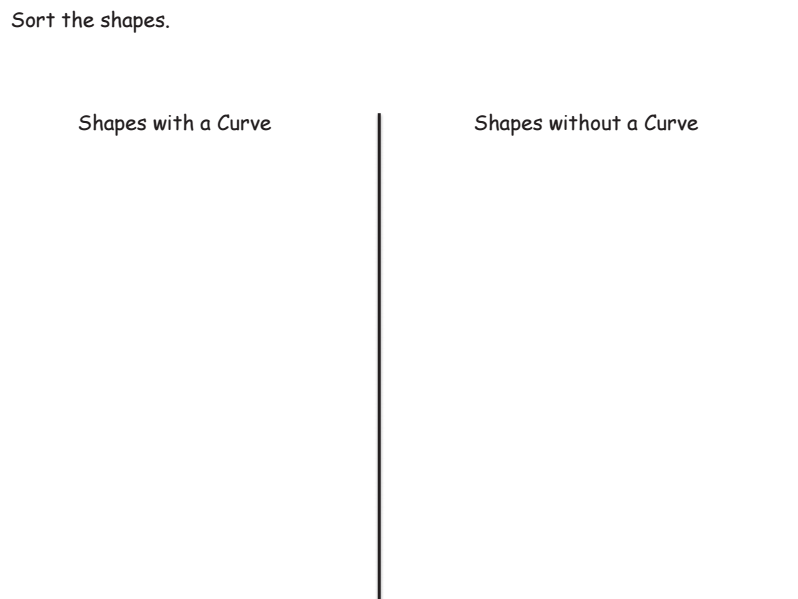 Sort the shapes.
Shapes with a Curve
Shapes without a Curve